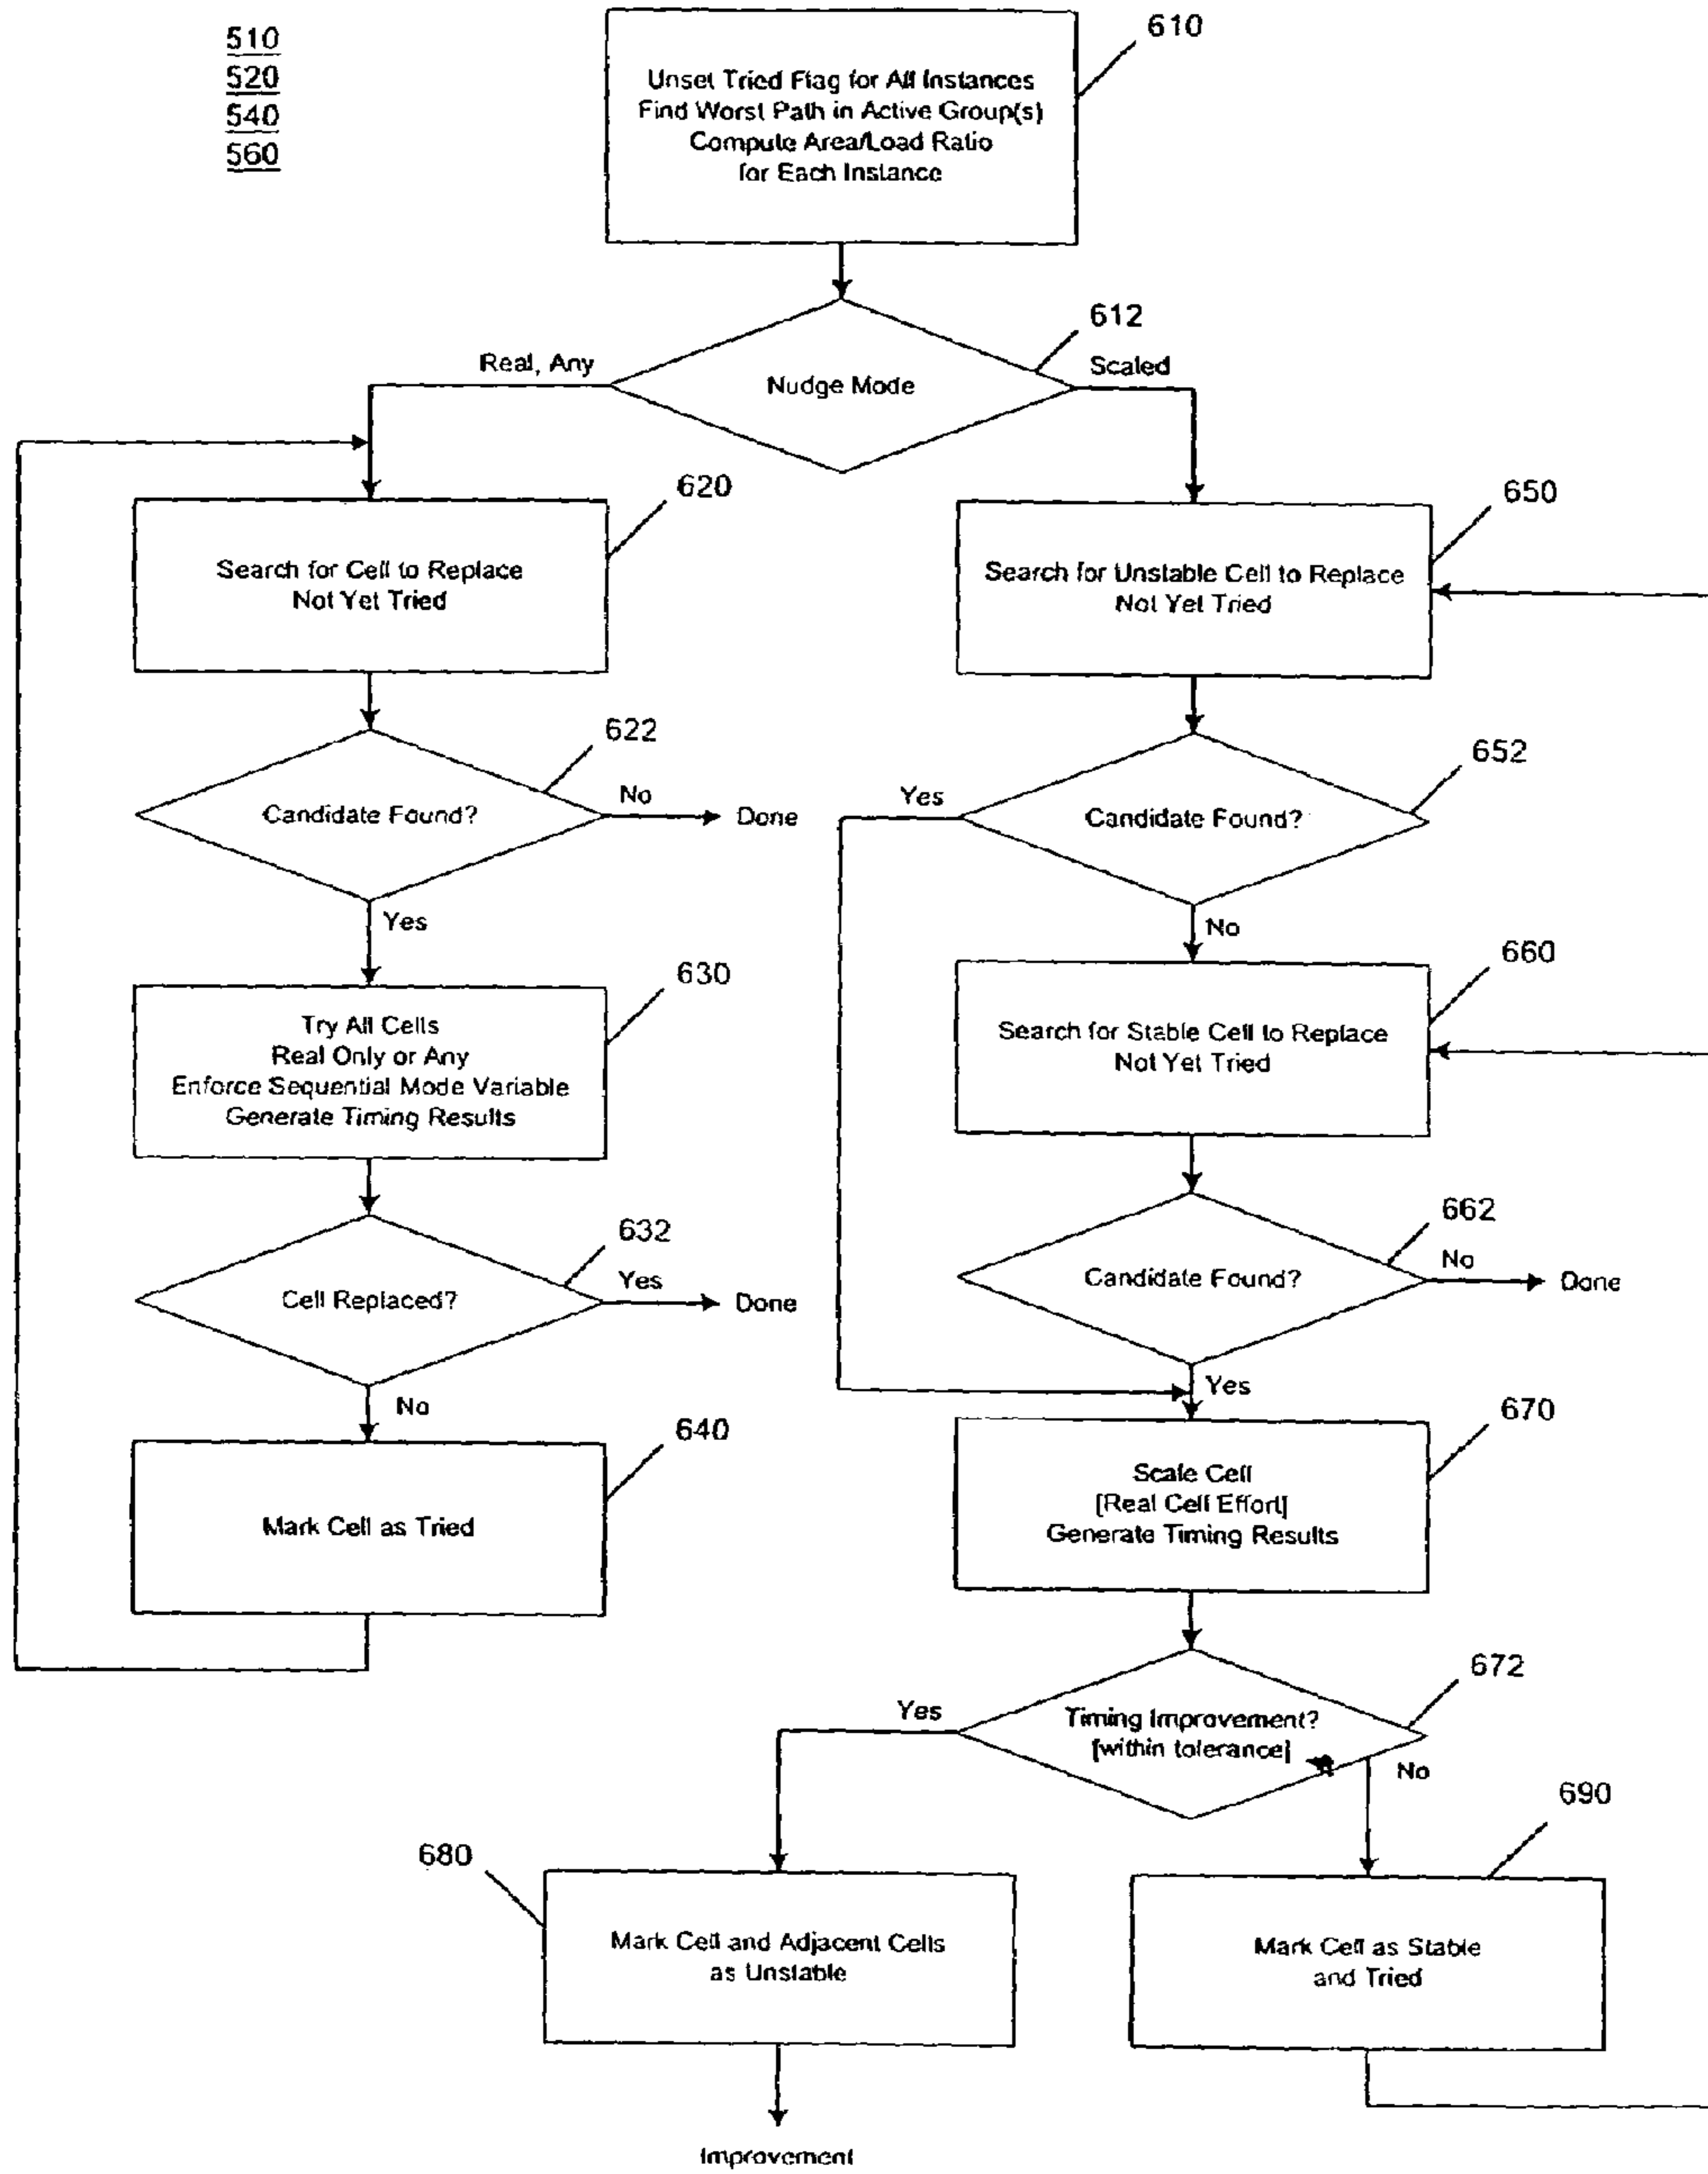 510
520
540
560
610
Unset Tried Flag for All Instances
Find Worst Path in Active Group(s)
Compute Area/Load Ratio
for Each Instance
612
Real, Any
Nudge Mode
Scaled
620
Search for Cell to Replace
Not Yet Tried
650
Search for Unstable Cell to Replace
Not Yet Tried
622
Candidate Found?
No
Done
Yes
652
Yes
Candidate Found?
No
630
Try All Cells
Real Only or Any
Enforce Sequential Mode Variable
Generate Timing Results
660
Search for Stable Cell to Replace
Not Yet Tried
632
Cell Replaced?
Yes
Done
No
662
Candidate Found?
No
Done
Yes
640
Mark Cell as Tried
670
Scale Cell
[Real Cell Effort]
Generate Timing Results
672
Yes
Timing Improvement?
[within tolerance]
No
680
Mark Cell and Adjacent Cells
as Unstable
690
Mark Cell as Stable
and Tried
Improvement